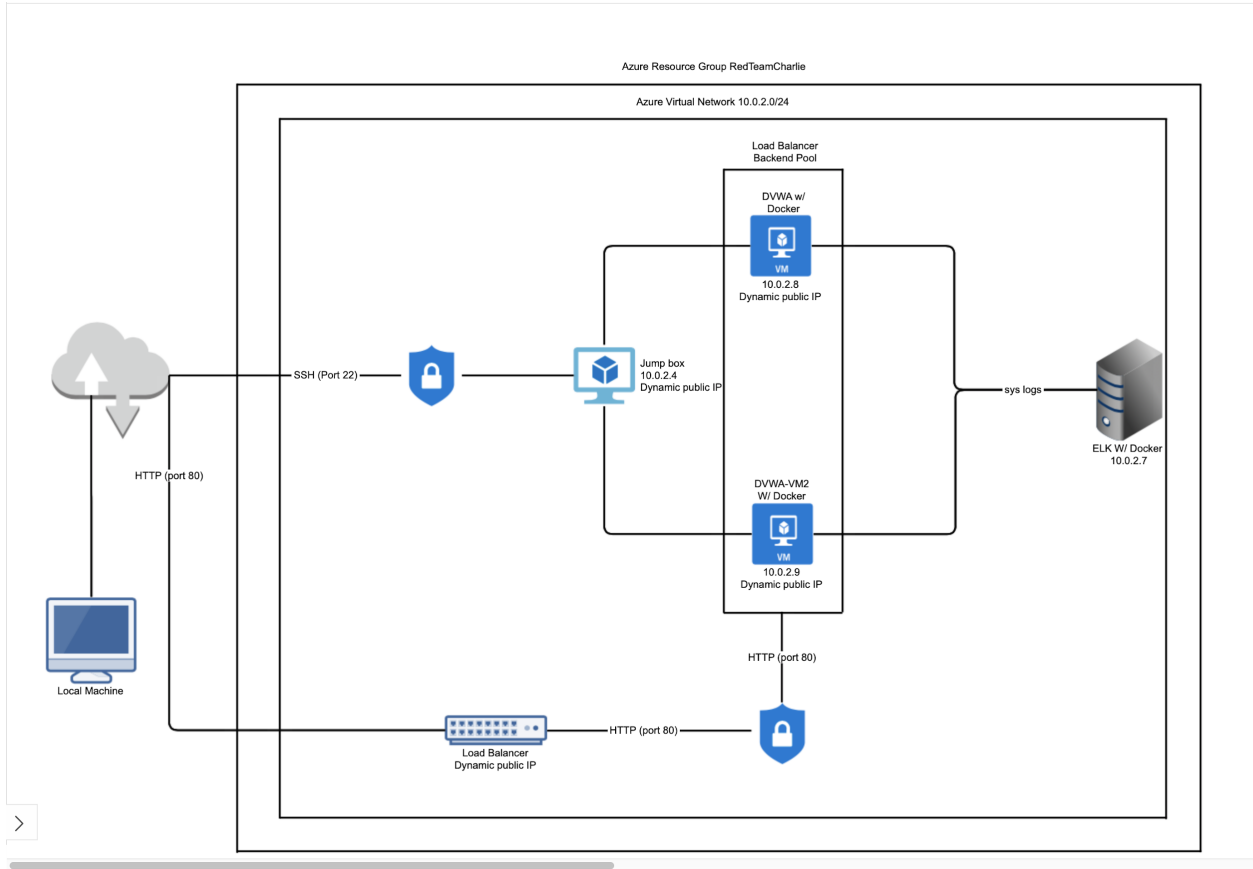 Azure Resource Group RedTeamCharlie
Azure Virtual Network 10.0.2.0/24
Load Balancer
Backend Pool
DVWA w/
Docker
VM
10.0.2.8
Dynamic public IP
SSH (Port 22)
Jump box
10.0.2.4
Dynamic public IP
sys logs
ELK W/ Docker
10.0.2.7
HTTP (port 80)
DVWA-VM2
W/ Docker
VM
10.0.2.9
Dynamic public IP
HTTP (port 80)
Local Machine
HTTP (port 80)
Load Balancer
Dynamic public IP